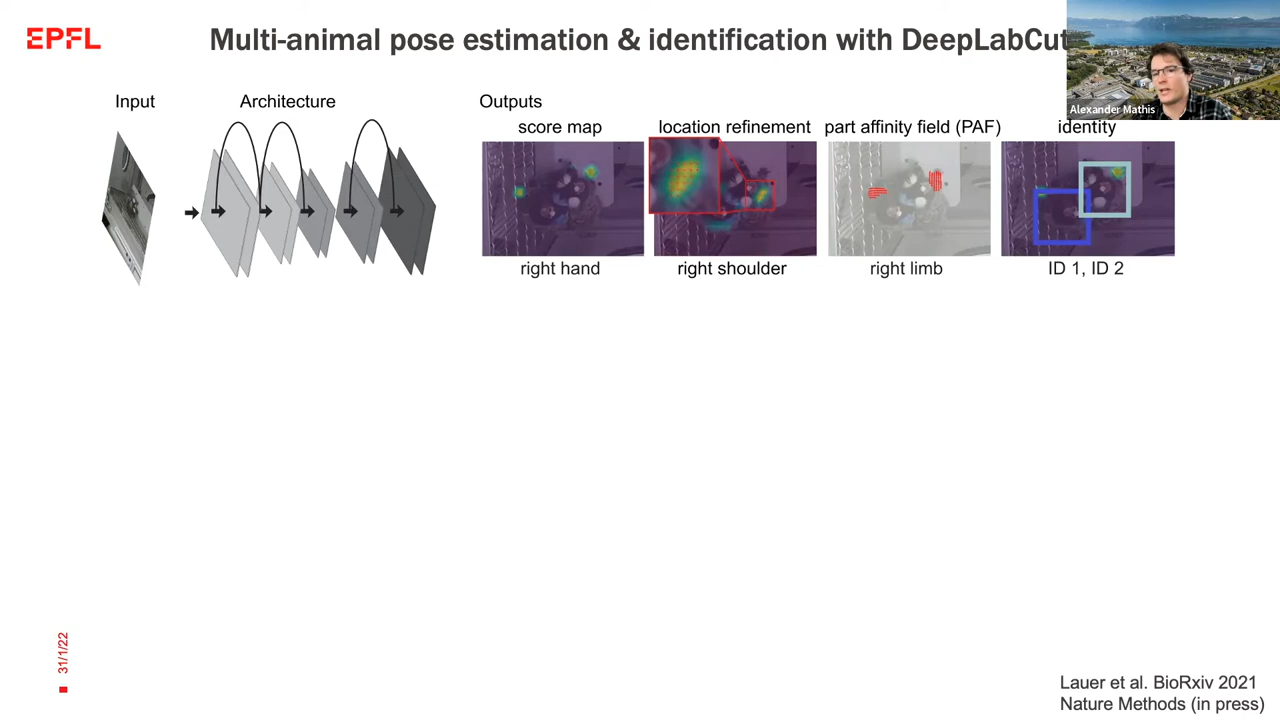 EPFL
Multi-animal pose estimation & identification with DeepLabCut
Alexander Mathis
Input
Architecture
Outputs
score map
location refinement
part affinity field (PAF)
identity
right hand
right shoulder
right limb
ID 1, ID 2
31/1/22
Lauer et al. BioRxiv 2021
Nature Methods (in press)